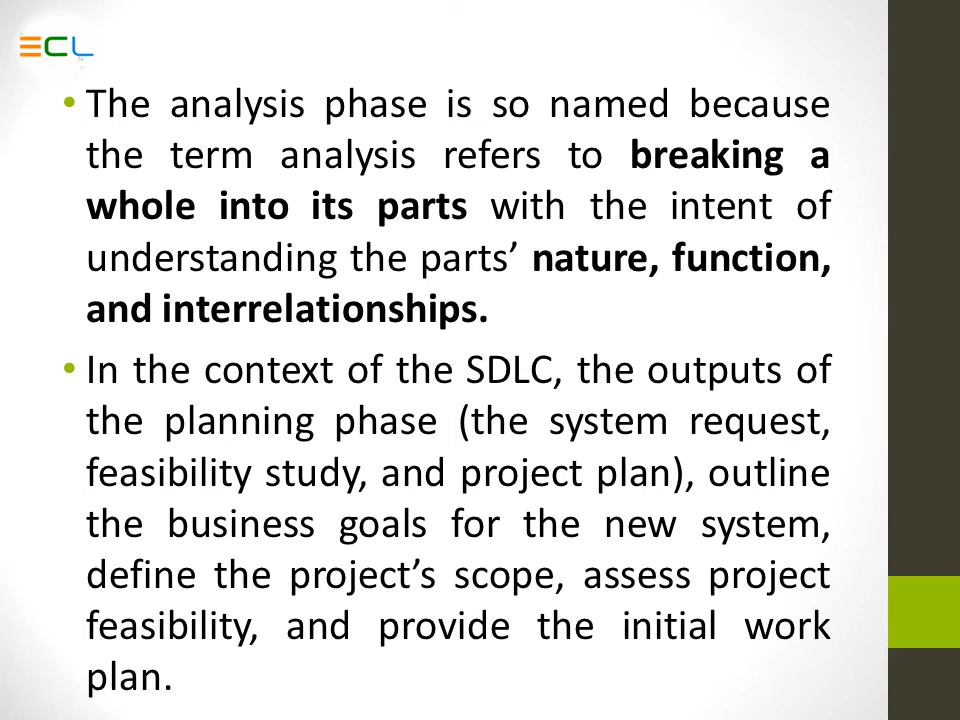 ECL
• The analysis phase is so named because
the term analysis refers to breaking a
whole into its parts with the intent of
understanding the parts’ nature, function,
and interrelationships.
• In the context of the SDLC, the outputs of
the planning phase (the system request,
feasibility study, and project plan), outline
the business goals for the new system,
define the project’s scope, assess project
feasibility, and provide the initial work
plan.